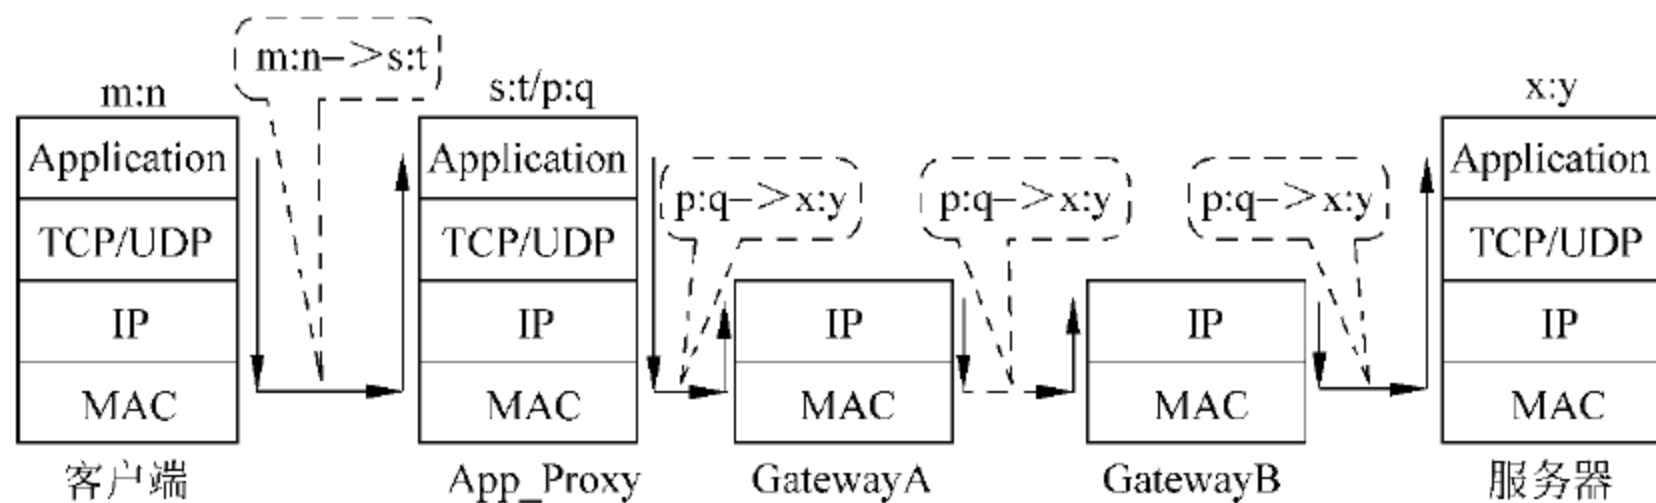 m:n->s:t
m:n
s:t/p:q
x:y
Application
Application
p:q->x:y
p:q->x:y
p:q->x:y
Application
TCP/UDP
TCP/UDP
TCP/UDP
IP
IP
IP
IP
IP
MAC
MAC
MAC
MAC
MAC
客户端
App_Proxy
GatewayA
GatewayB
服务器